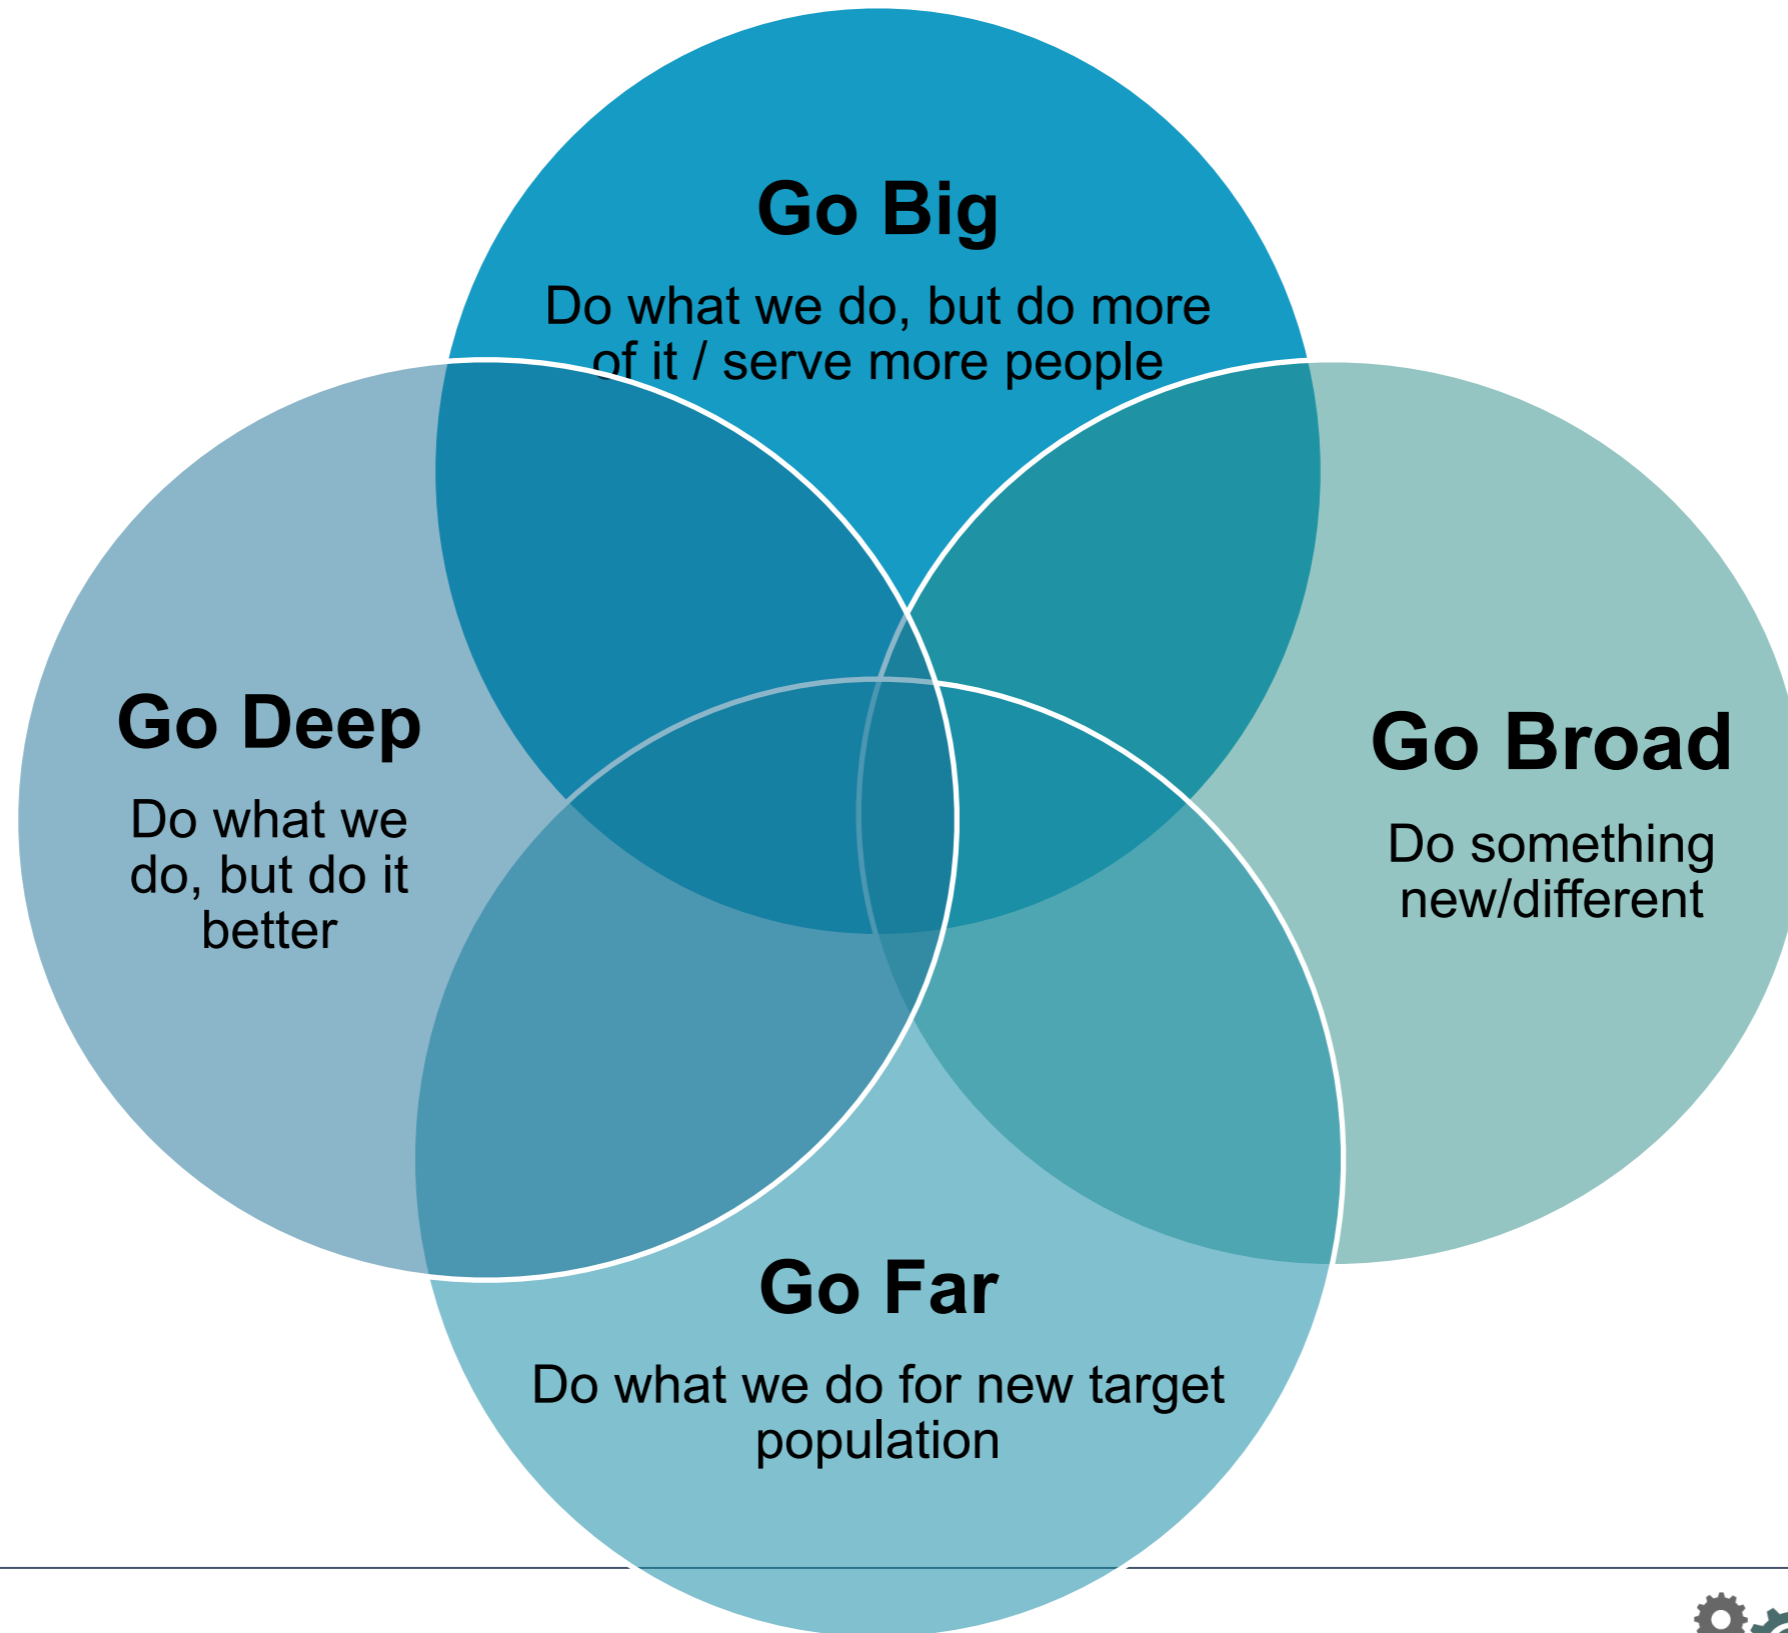 Go Big
Do what we do, but do more
of it / serve more people
Go Deep
Do what we
do, but do it
better
Go Broad
Do something
new/different
Go Far
Do what we do for new target
population